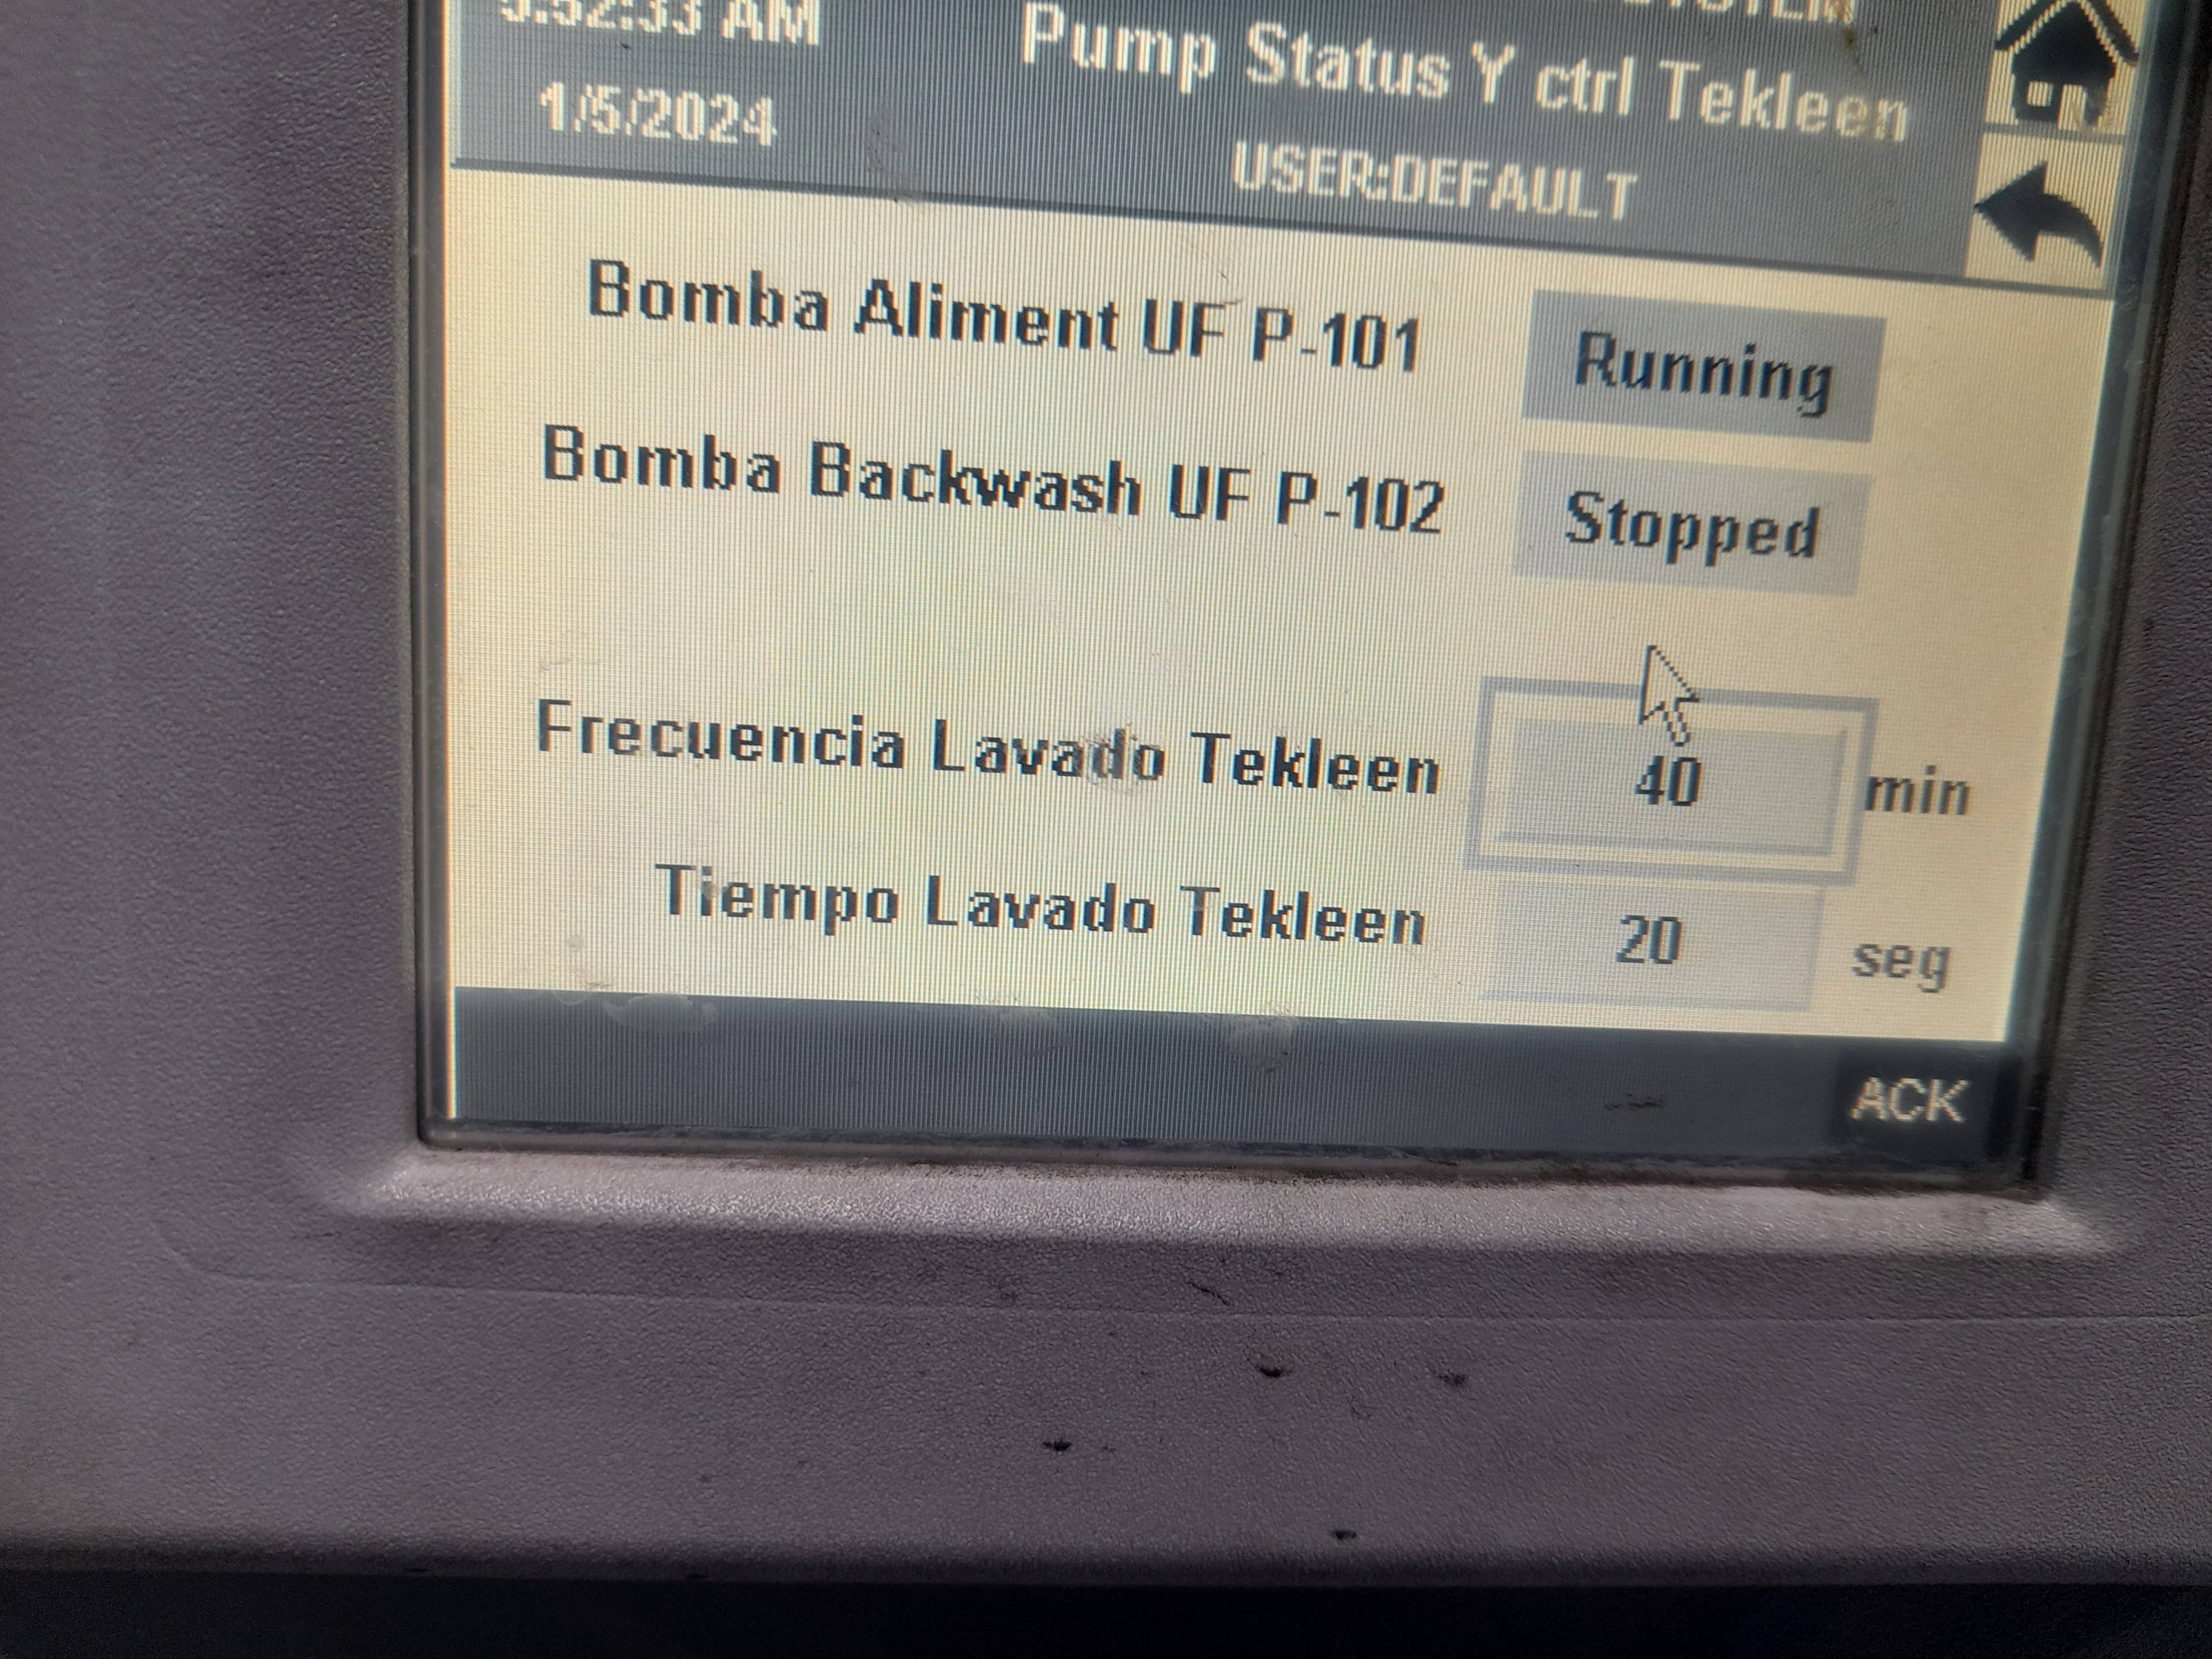 1/5/2024
Pump Status Y ctrl Tekleen
USER:DEFAULT
Bomba Aliment UF P-101 Running
Bomba Backwash UF P-102 Stopped
Frecuencia Lavado Tekleen 40 min
Tiempo Lavado Tekleen 20 seg
ACK